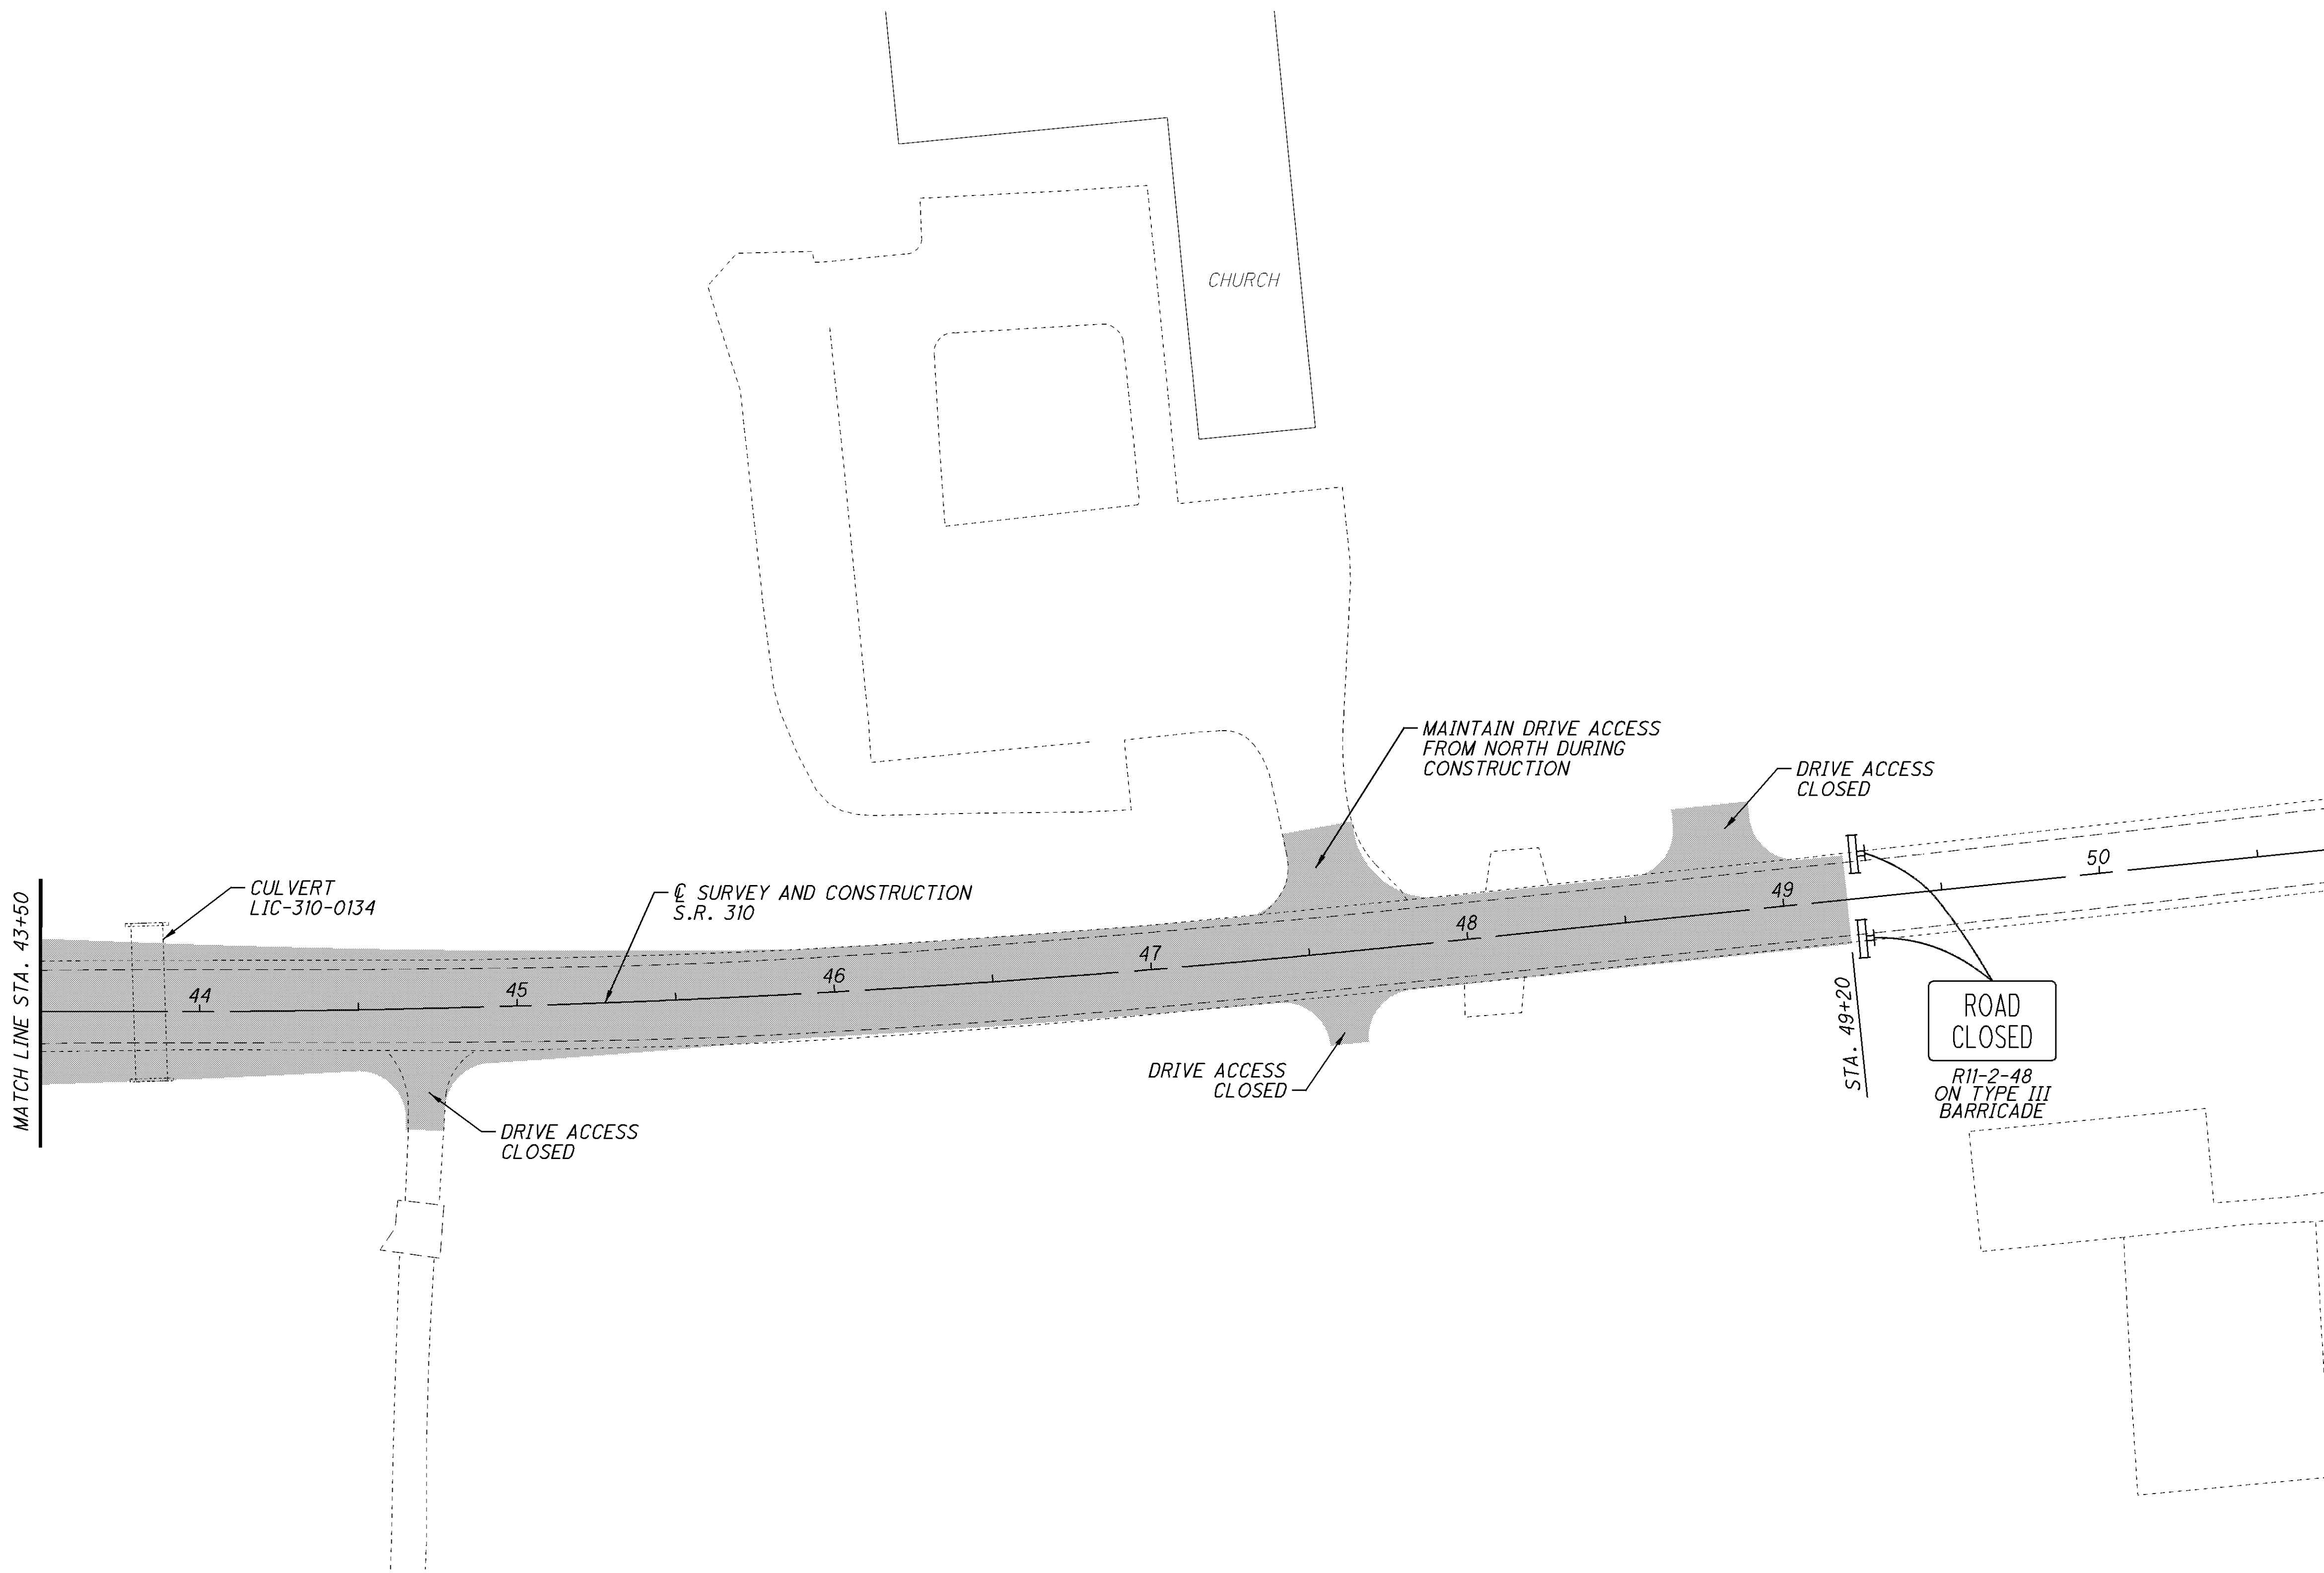 CHURCH
MAINTAIN DRIVE ACCESS
FROM NORTH DURING
CONSTRUCTION
DRIVE ACCESS
CLOSED
MATCH LINE STA. 43+50
CULVERT
LIC-310-0134
℄ SURVEY AND CONSTRUCTION
S.R. 310
44
45
46
47
48
49
50
DRIVE ACCESS
CLOSED
DRIVE ACCESS
CLOSED
STA. 49+20
ROAD
CLOSED
R11-2-48
ON TYPE III
BARRICADE